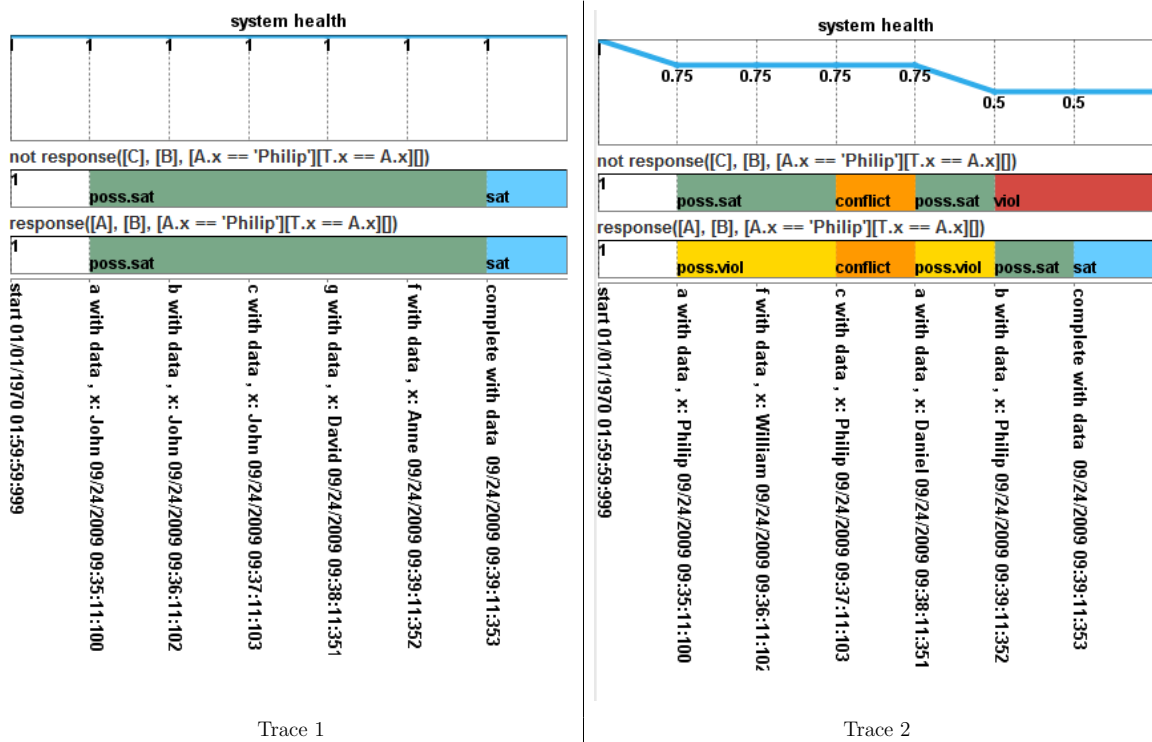 system health
1 1 1 1 1 1
not response([C], [B], [A.x == 'Philip'][T.x == A.x][])
1
poss.sat
sat
response([A], [B], [A.x == 'Philip'][T.x == A.x][])
1
poss.sat
sat
start 01/01/1970 01:59:59:999
a with data , x: John 09/24/2009 09:35:11:100
b with data , x: John 09/24/2009 09:36:11:102
c with data , x: John 09/24/2009 09:37:11:103
g with data , x: David 09/24/2009 09:38:11:351
f with data , x: Anne 09/24/2009 09:39:11:352
complete with data 09/24/2009 09:39:11:353
Trace 1
system health
0.75 0.75 0.75 0.75 0.5 0.5
not response([C], [B], [A.x == 'Philip'][T.x == A.x][])
1
poss.sat
conflict
poss.sat
viol
response([A], [B], [A.x == 'Philip'][T.x == A.x][])
1
poss.viol
conflict
poss.viol
poss.sat
sat
start 01/01/1970 01:59:59:999
a with data , x: Philip 09/24/2009 09:35:11:100
f with data , x: William 09/24/2009 09:36:11:102
c with data , x: Philip 09/24/2009 09:37:11:103
a with data , x: Daniel 09/24/2009 09:38:11:351
b with data , x: Philip 09/24/2009 09:39:11:352
complete with data 09/24/2009 09:39:11:353
Trace 2